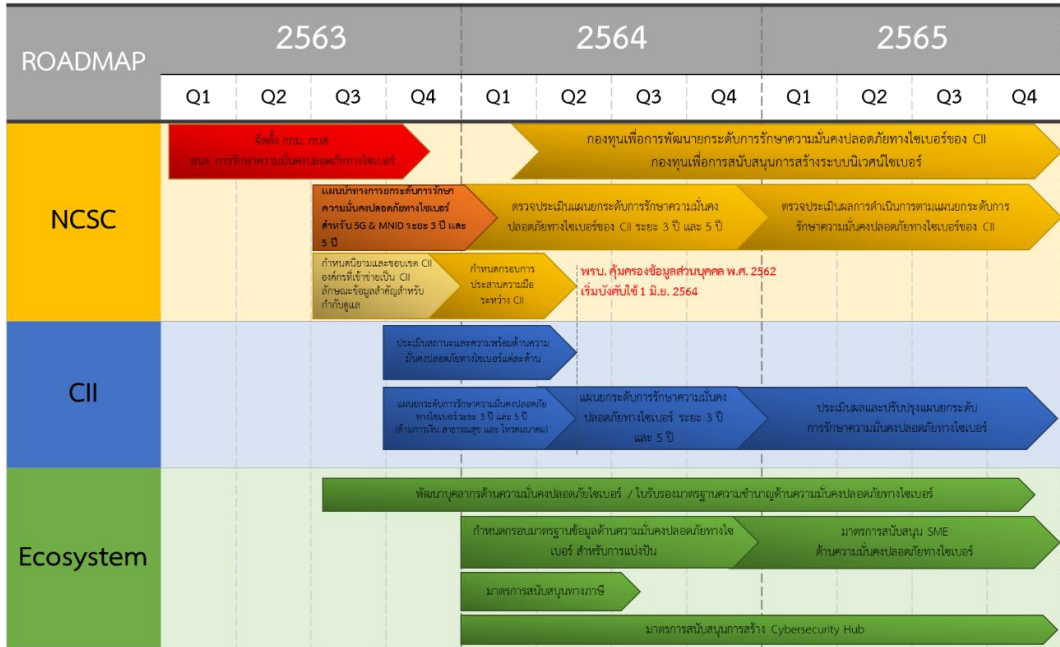 ROADMAP
2563
2564
2565
Q1 Q2 Q3 Q4 Q1 Q2 Q3 Q4 Q1 Q2 Q3 Q4
NCSC
จัดตั้ง กกม. กบส.
สนง. การรักษาความมั่นคงปลอดภัยทางไซเบอร์
กองทุนเพื่อการพัฒนายกระดับการรักษาความมั่นคงปลอดภัยทางไซเบอร์ของ CII
กองทุนเพื่อการสนับสนุนการสร้างระบบนิเวศน์ไซเบอร์
แผนนำทางการยกระดับการรักษา
ความมั่นคงปลอดภัยทางไซเบอร์
สำหรับ 5G & MNID ระยะ 3 ปี และ
5 ปี
ตรวจประเมินแผนยกระดับการรักษาความมั่นคง
ปลอดภัยทางไซเบอร์ของ CII ระยะ 3 ปี และ 5 ปี
ตรวจประเมินผลการดำเนินการตามแผนยกระดับการ
รักษาความมั่นคงปลอดภัยทางไซเบอร์ของ CII
กำหนดนิยามและขอบเขต CII
องค์กรที่เข้าข่ายเป็น CII
ลักษณะข้อมูลสำคัญสำหรับ
กำกับดูแล
กำหนดกรอบการ
ประสานความมือ
ระหว่าง CII
พรบ. คุ้มครองข้อมูลส่วนบุคคล พ.ศ. 2562
เริ่มบังคับใช้ 1 มิ.ย. 2564
CII
ประเมินสถานะและความพร้อมด้านความ
มั่นคงปลอดภัยทางไซเบอร์แต่ละด้าน
แผนยกระดับการรักษาความมั่นคงปลอดภัย
ทางไซเบอร์ ระยะ 3 ปี และ 5 ปี
(ด้านการเงิน สาธารณสุข และ โทรคมนาคม)
แผนยกระดับการรักษาความมั่นคง
ปลอดภัยทางไซเบอร์ ระยะ 3 ปี
และ 5 ปี
ประเมินผลและปรับปรุงแผนยกระดับ
การรักษาความมั่นคงปลอดภัยทางไซเบอร์
Ecosystem
พัฒนาบุคลากรด้านความมั่นคงปลอดภัยไซเบอร์ / ใบรับรองมาตรฐานความชำนาญด้านความมั่นคงปลอดภัยทางไซเบอร์
กำหนดกรอบมาตรฐานข้อมูลด้านความมั่นคงปลอดภัยทางไซ
เบอร์ สำหรับการแบ่งปัน
มาตรการสนับสนุน SME
ด้านความมั่นคงปลอดภัยทางไซเบอร์
มาตรการสนับสนุนทางภาษี
มาตรการสนับสนุนการสร้าง Cybersecurity Hub